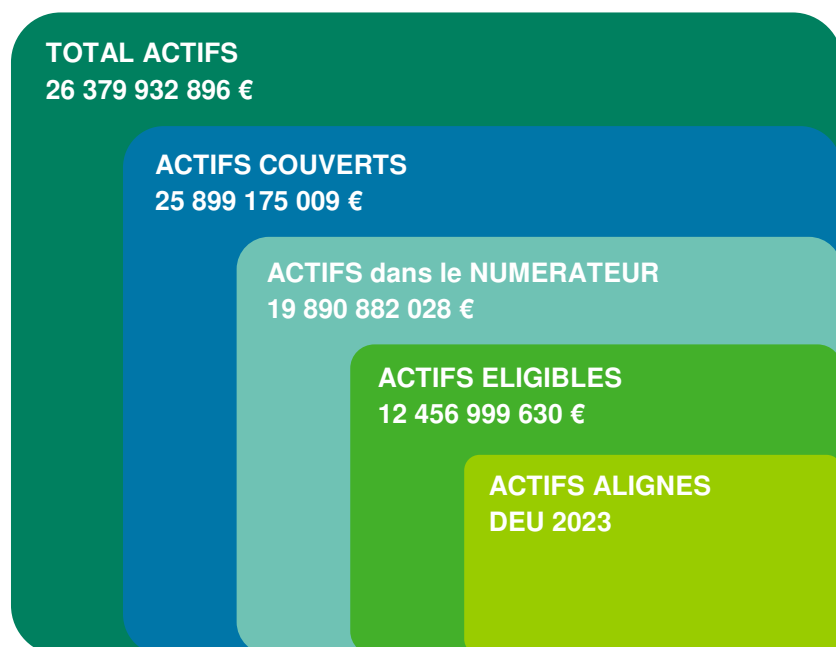 TOTAL ACTIFS
26 379 932 896 €
ACTIFS COUVERTS
25 899 175 009 €
ACTIFS dans le NUMERATEUR
19 890 882 028 €
ACTIFS ELIGIBLES
12 456 999 630 €
ACTIFS ALIGNES
DEU 2023